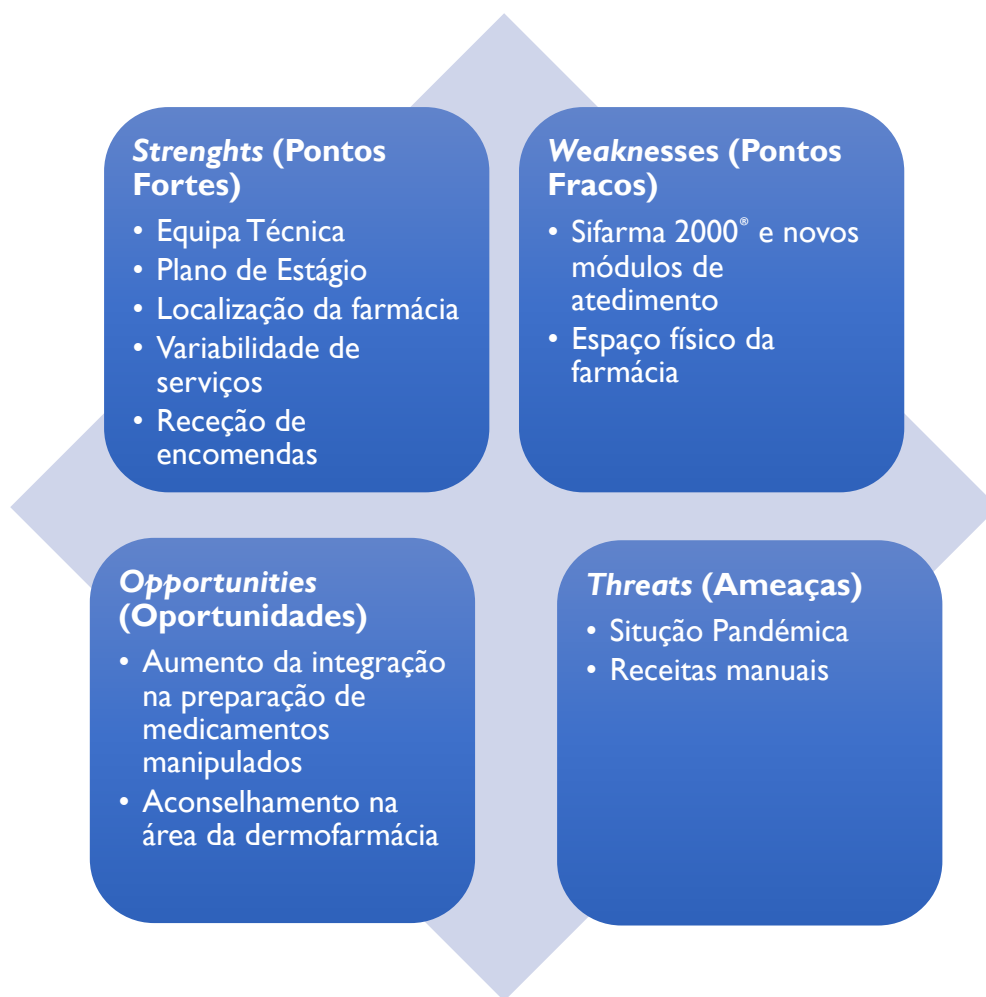 Strenghts (Pontos
Fortes)
• Equipa Técnica
• Plano de Estágio
• Localização da farmácia
• Variabilidade de
serviços
• Receção de
encomendas
Weaknesses (Pontos
Fracos)
• Sifarma 2000® e novos
módulos de
atedimento
• Espaço físico da
farmácia
Opportunities
(Oportunidades)
• Aumento da integração
na preparação de
medicamentos
manipulados
• Aconselhamento na
área da dermofarmácia
Threats (Ameaças)
• Situção Pandémica
• Receitas manuais